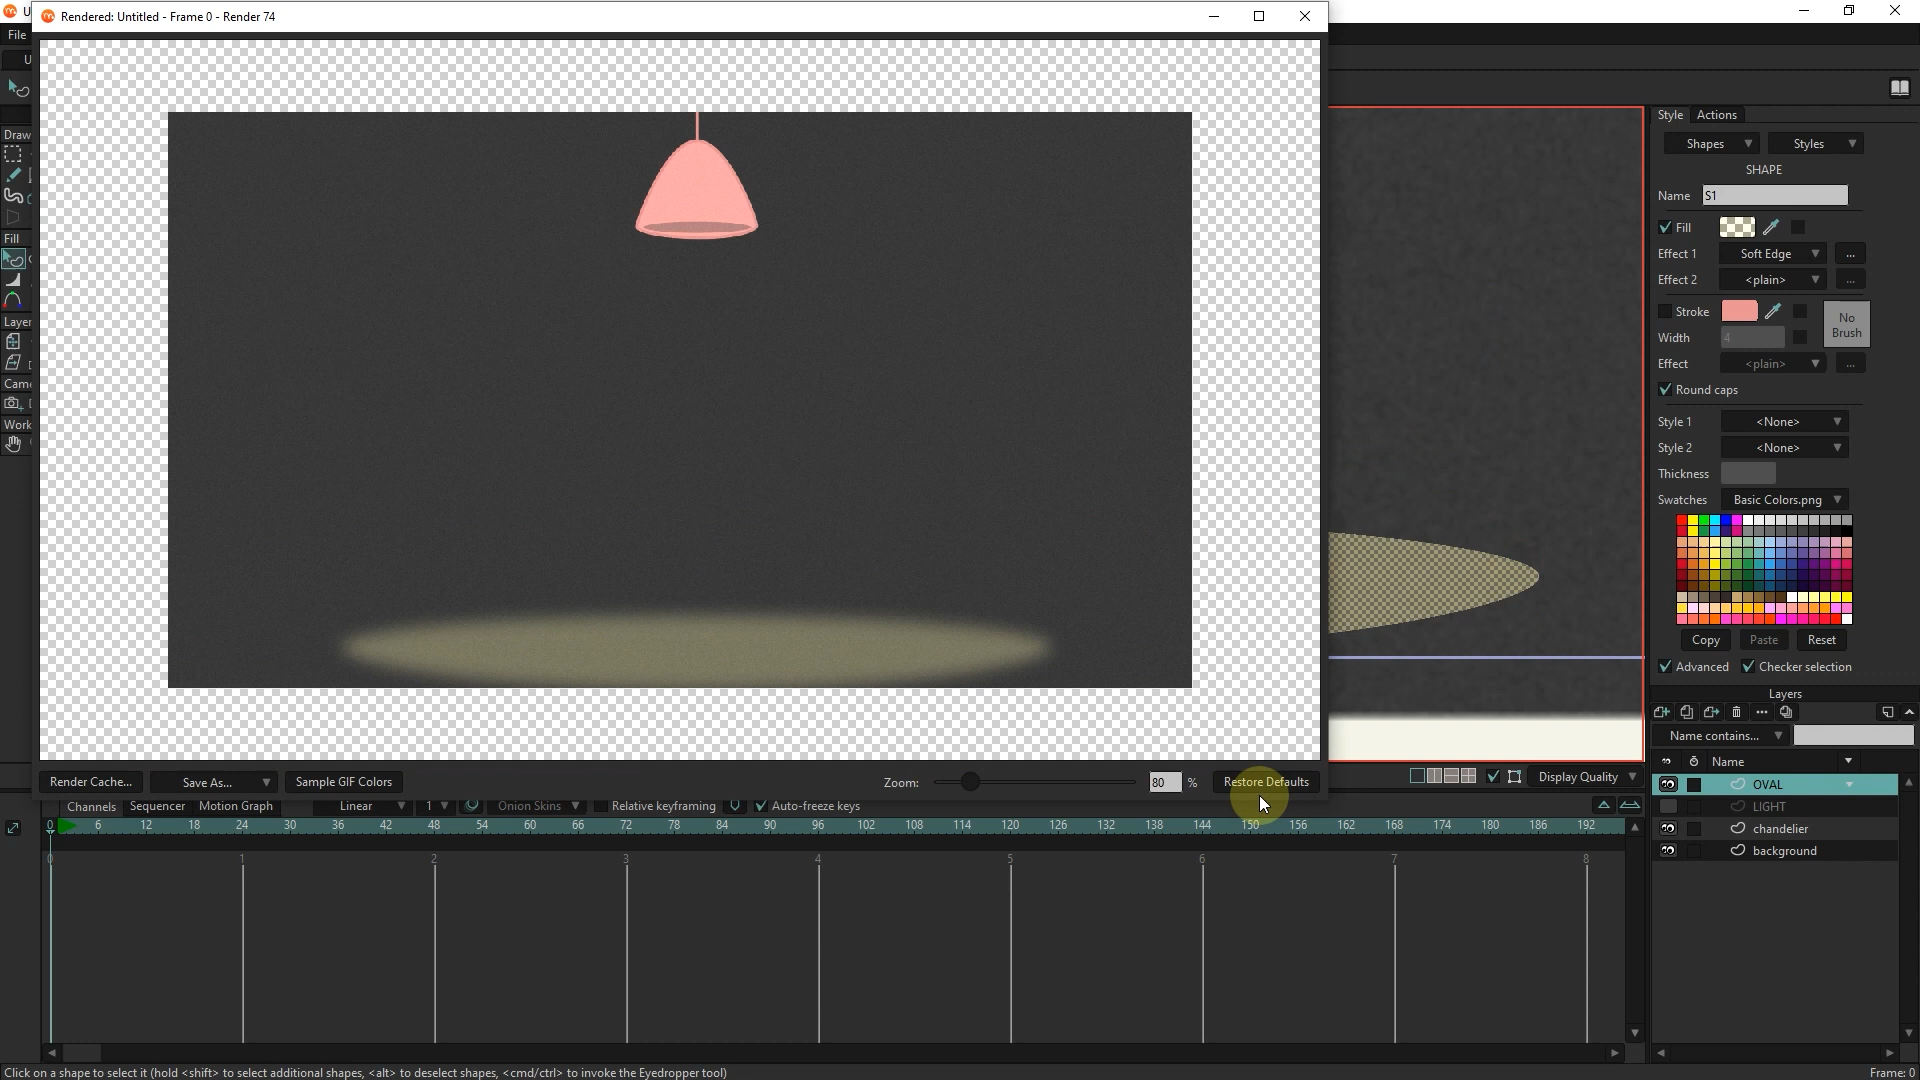 Rendered: Untitled - Frame 0 - Render 74
File
U
Draw
Fill
Layer
Came
Work
Style Actions
Shapes Styles
SHAPE
Name S1
Fill
Effect 1 Soft Edge ...
Effect 2 <plain> ...
Stroke No
Width 4 Brush
Effect <plain> ...
Round caps
Style 1 <None>
Style 2 <None>
Thickness
Swatches Basic Colors.png
Copy Paste Reset
Advanced Checker selection
Layers
Name contains...
Name
OVAL
LIGHT
chandelier
background
Render Cache... Save As... Sample GIF Colors Zoom: 80 % Restore Defaults
Display Quality
Channels Sequencer Motion Graph Linear 1 Onion Skins Relative keyframing Auto-freeze keys
0 6 12 18 24 30 36 42 48 54 60 66 72 78 84 90 96 102 108 114 120 126 132 138 144 150 156 162 168 174 180 186 192
0 1 2 3 4 5 6 7 8
Click on a shape to select it (hold <shift> to select additional shapes, <alt> to deselect shapes, <cmd/ctrl> to invoke the Eyedropper tool) Frame: 0